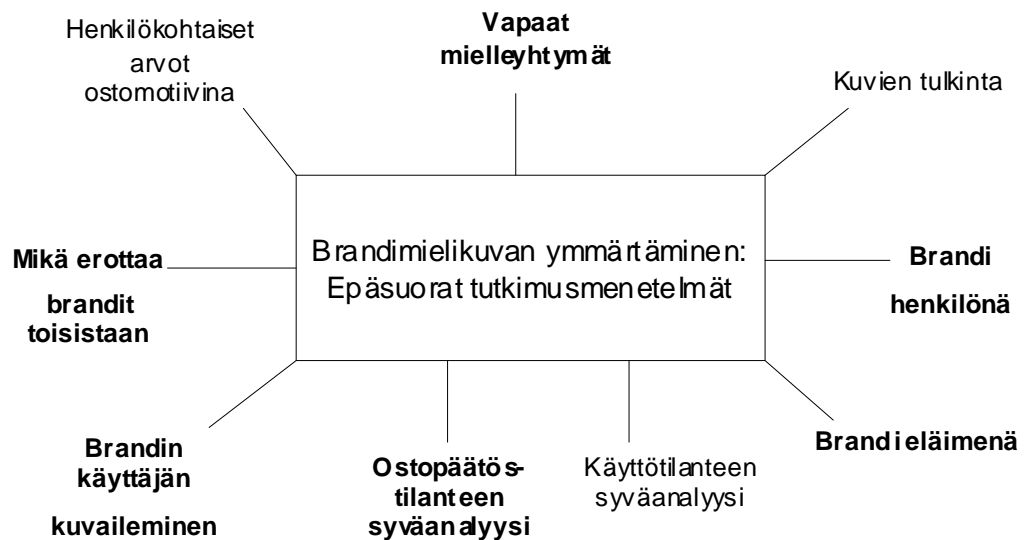 Henkilökohtaiset
arvot
ostomotiivina
Vapaat
mielleyhtymät
Kuvien tulkinta
Brandimielikuvan ymmärtäminen:
Epäsuorat tutkimusmenetelmät
Mikä erottaa
brandit
toisistaan
Brandi
henkilönä
Brandin
käyttäjän
kuvaileminen
Ostopäätös-
tilanteen
syväanalyysi
Käyttötilanteen
syväanalyysi
Brandi eläimenä